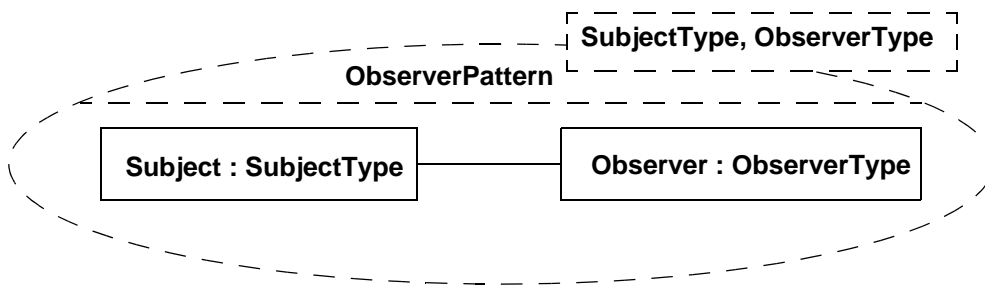 SubjectType, ObserverType
ObserverPattern
Subject : SubjectType
Observer : ObserverType